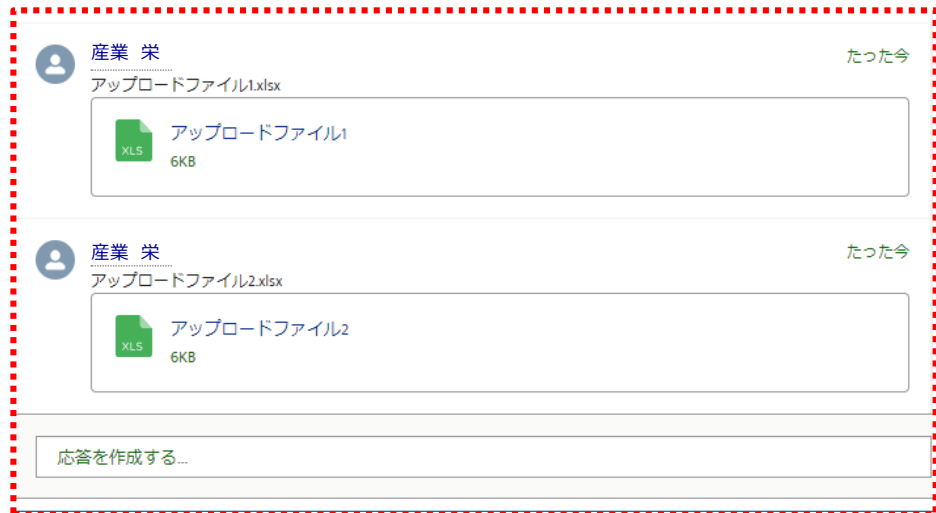 産業 栄
たった今
アップロードファイル1.xlsx
XLS
アップロードファイル1
6KB
産業 栄
たった今
アップロードファイル2.xlsx
XLS
アップロードファイル2
6KB
応答を作成する...